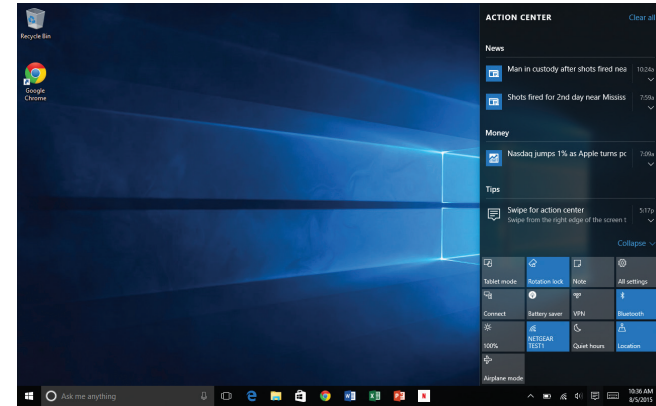 Recycle Bin
Google
Chrome
ACTION CENTER Clear all
News
Man in custody after shots fired nea 10:24a
Shots fired for 2nd day near Mississ 7:59a
Money
Nasdaq jumps 1% as Apple turns pc 7:09a
Tips
Swipe for action center 5:17p
Swipe from the right edge of the screen t
Collapse
Tablet mode Rotation lock Note All settings
Connect Battery saver VPN Bluetooth
100% NETGEAR TEST1 Quiet hours Location
Airplane mode
Ask me anything
10:36 AM
8/5/2015